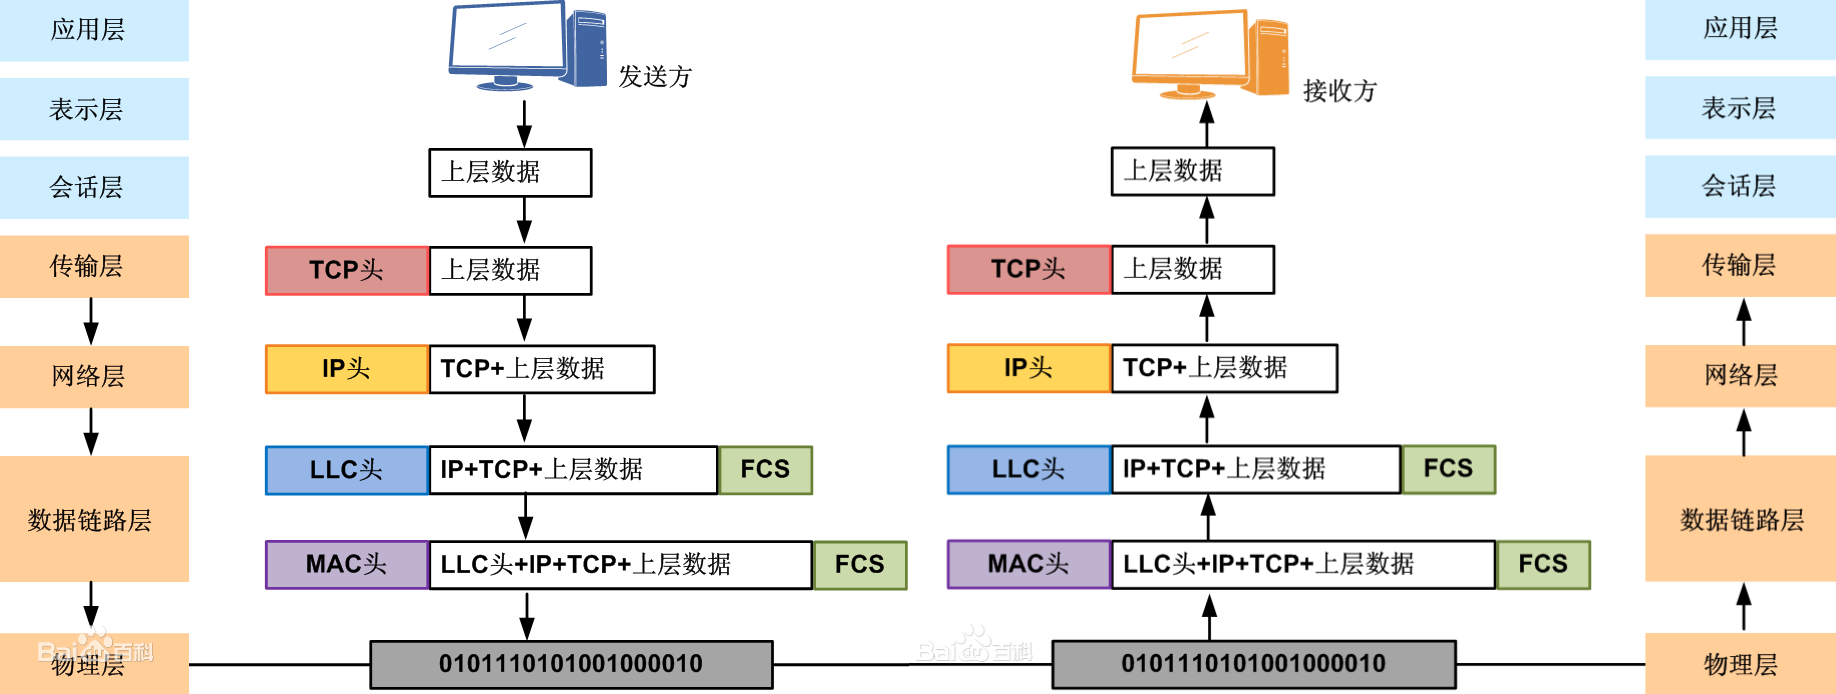 应用层
发送方
接收方
应用层
表示层
表示层
会话层
上层数据
上层数据
会话层
传输层
TCP头
上层数据
TCP头
上层数据
传输层
网络层
IP头
TCP+上层数据
IP头
TCP+上层数据
网络层
LLC头
IP+TCP+上层数据
FCS
LLC头
IP+TCP+上层数据
FCS
数据链路层
数据链路层
MAC头
LLC头+IP+TCP+上层数据
FCS
MAC头
LLC头+IP+TCP+上层数据
FCS
物理层
Bai百科
0101110101001000010
Bai百科
0101110101001000010
物理层